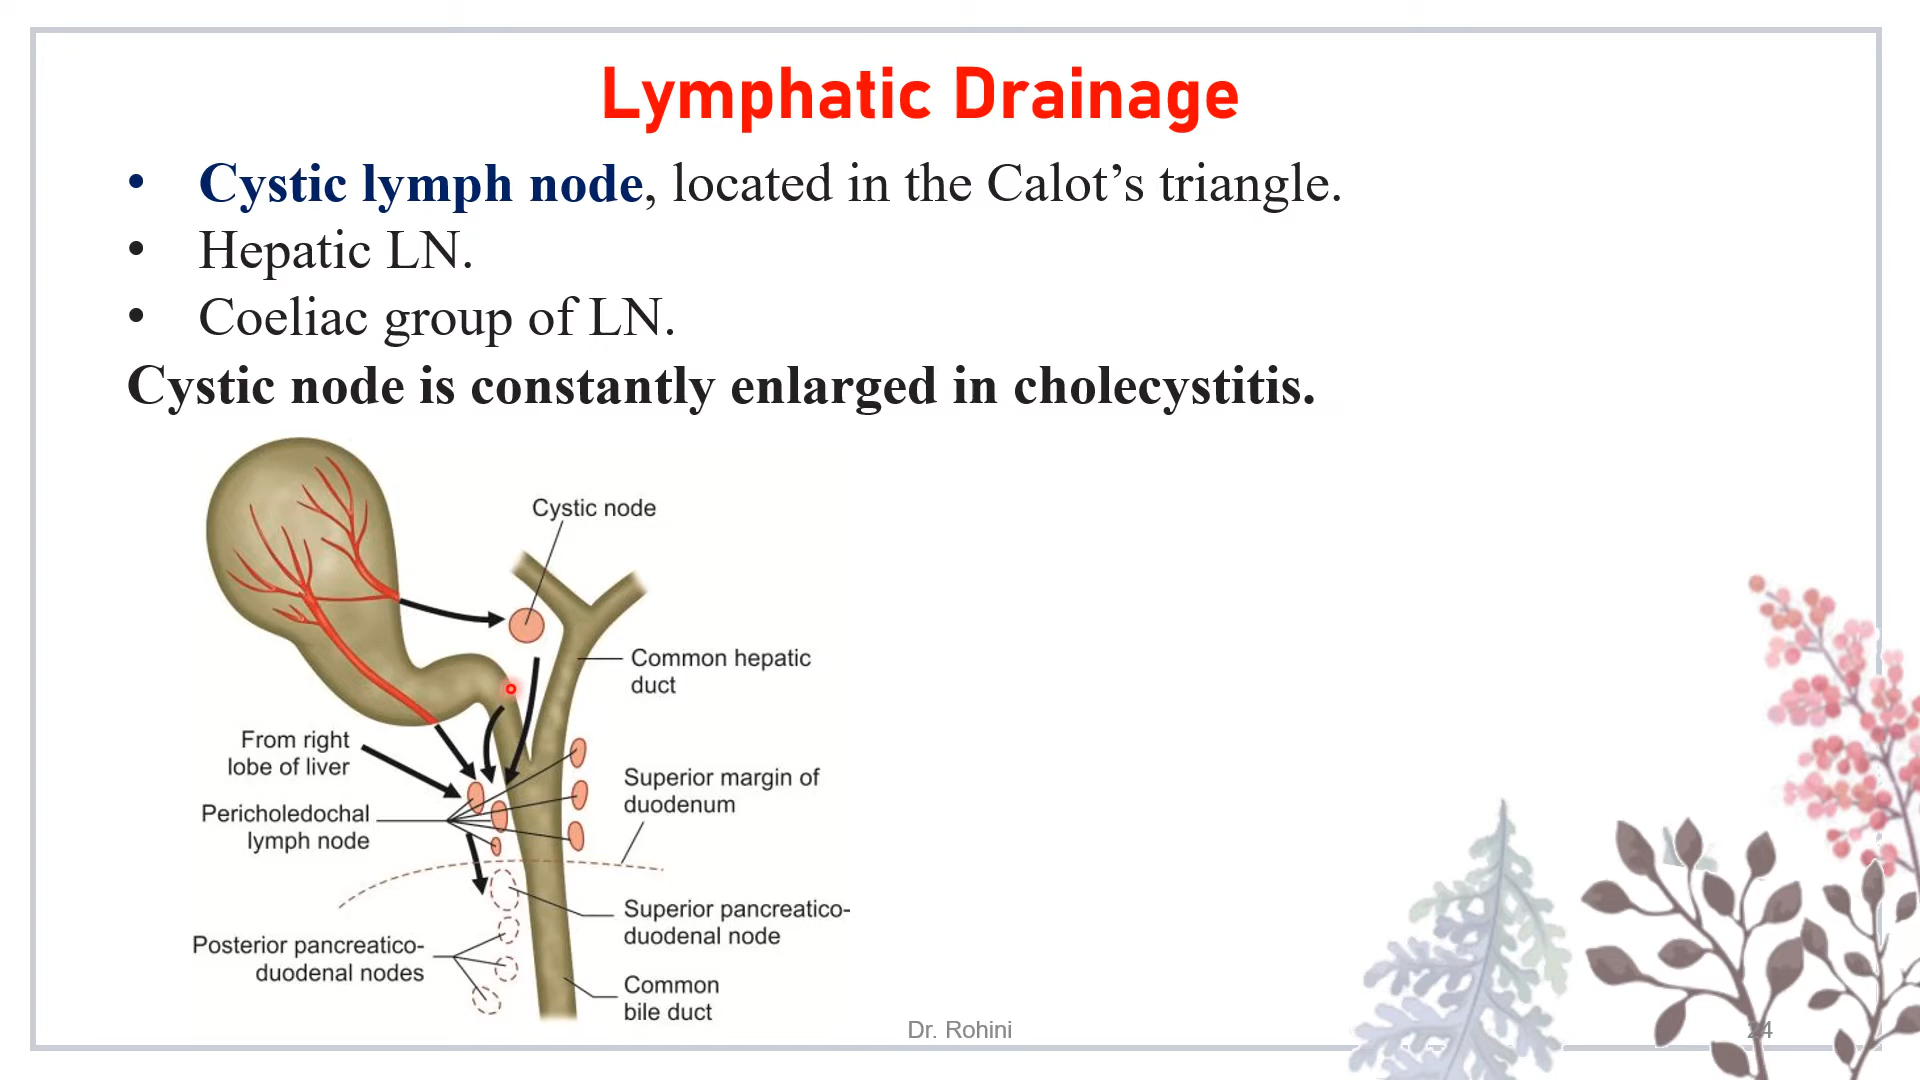 Lymphatic Drainage
• Cystic lymph node, located in the Calot’s triangle.
• Hepatic LN.
• Coeliac group of LN.
Cystic node is constantly enlarged in cholecystitis.
Cystic node
Common hepatic
duct
From right
lobe of liver
Superior margin of
duodenum
Pericholedochal
lymph node
Superior pancreatico-
duodenal node
Posterior pancreatico-
duodenal nodes
Common
bile duct
Dr. Rohini
24